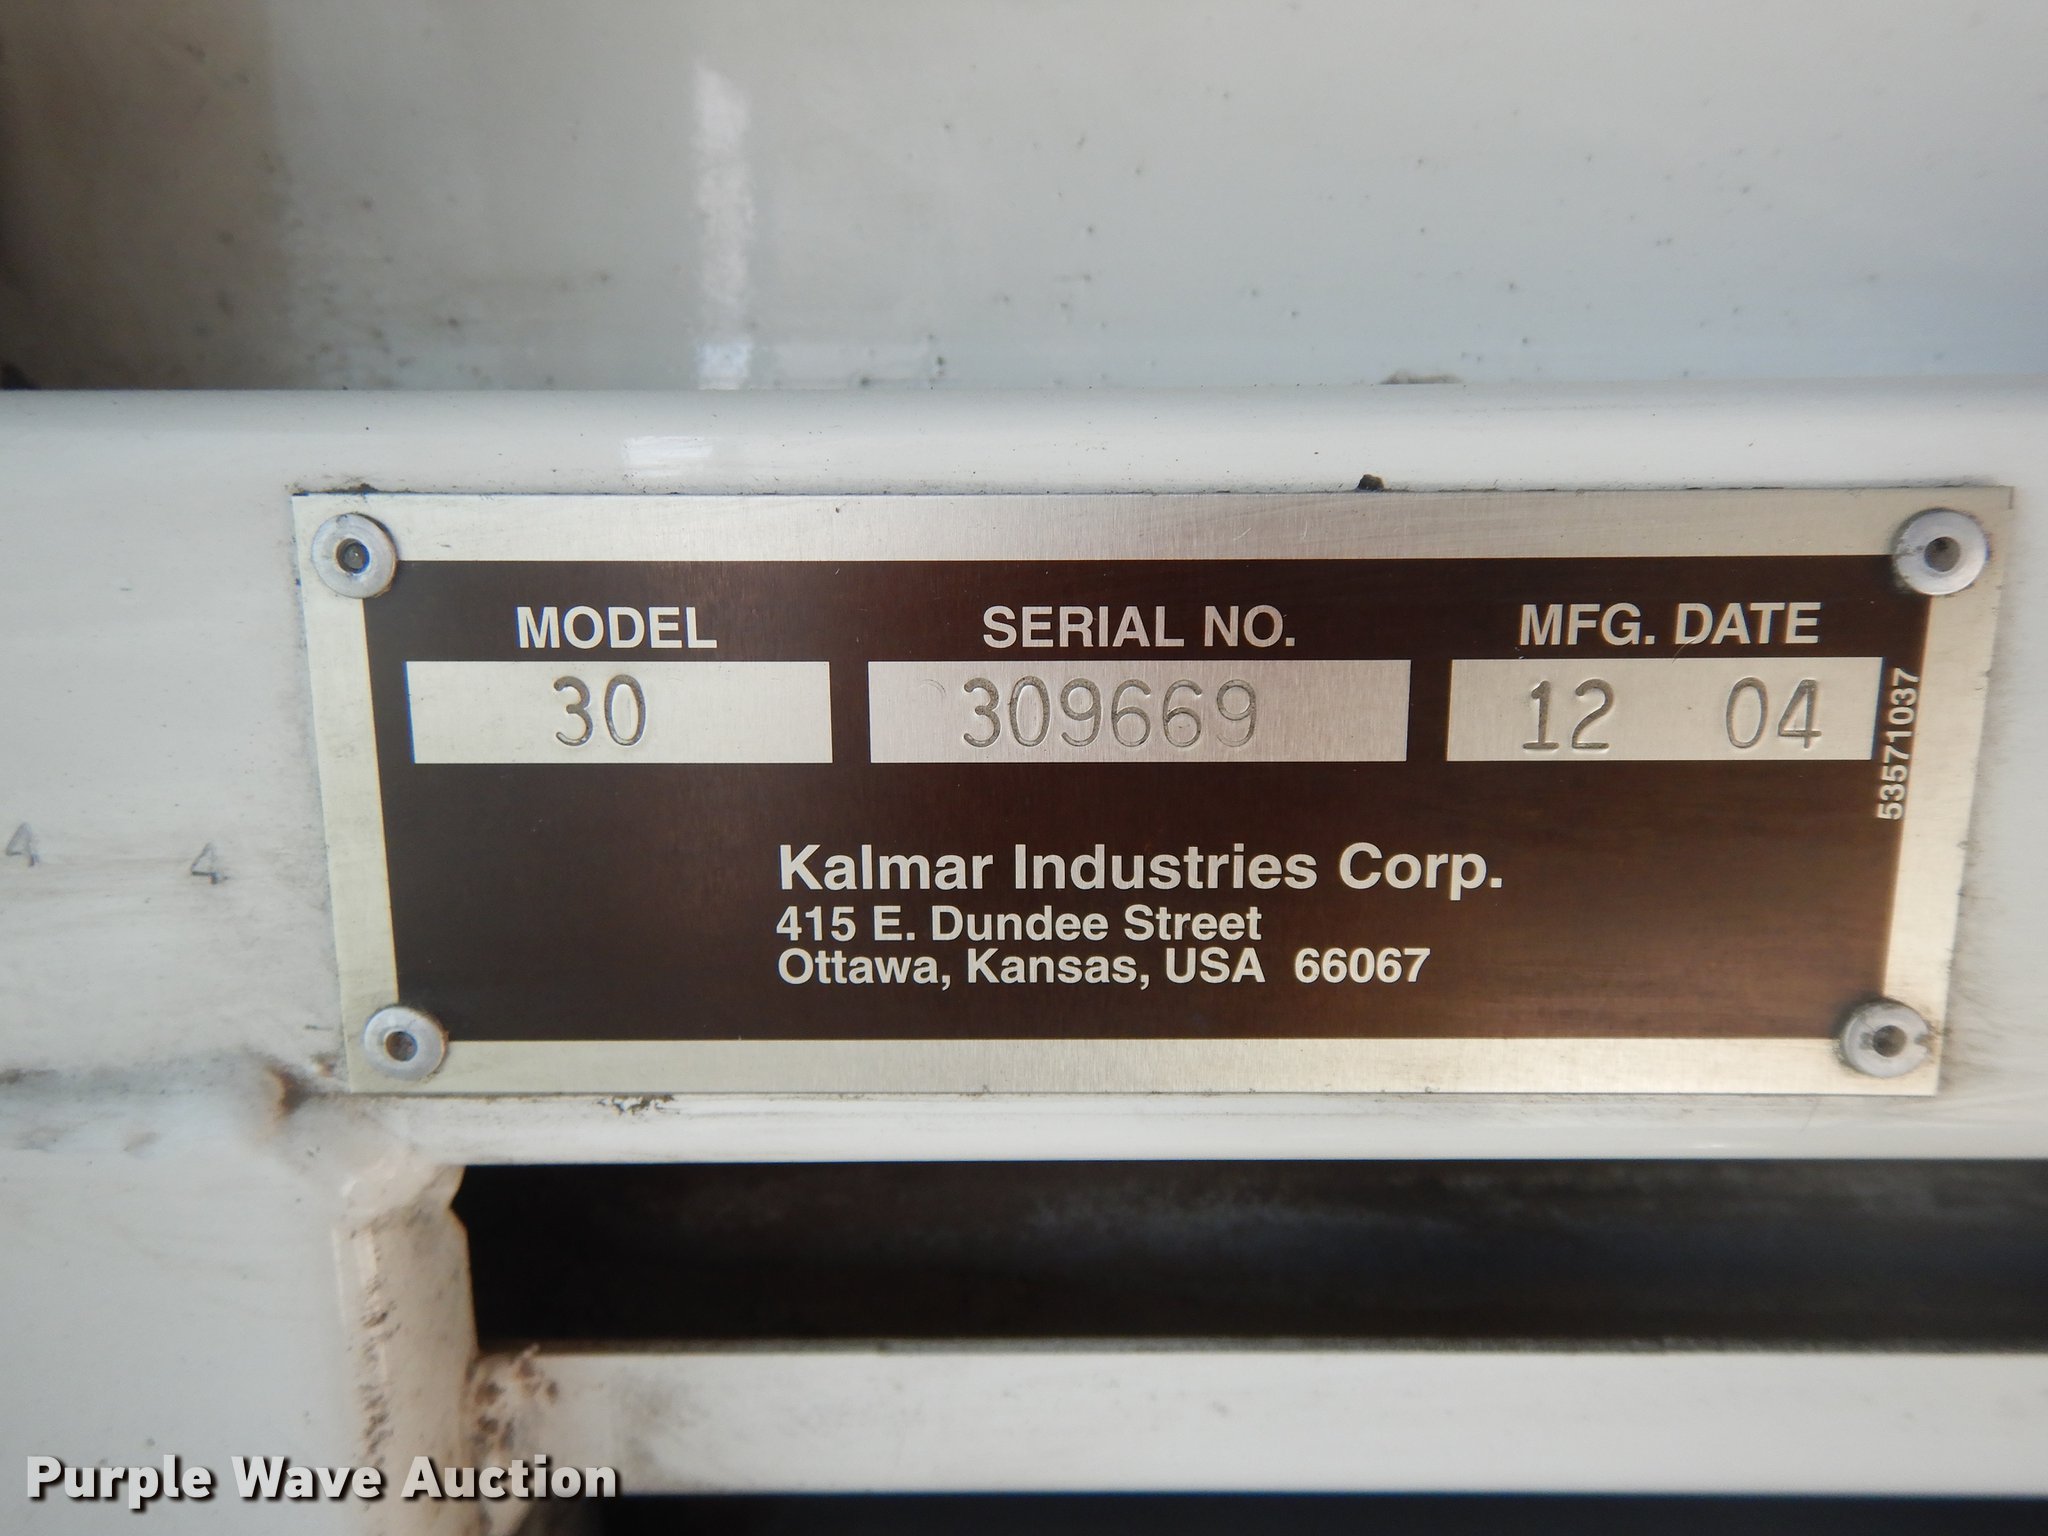 MODEL SERIAL NO. MFG. DATE
30 309669 12 04
53571037
Kalmar Industries Corp.
415 E. Dundee Street
Ottawa, Kansas, USA 66067
4 4
Purple Wave Auction